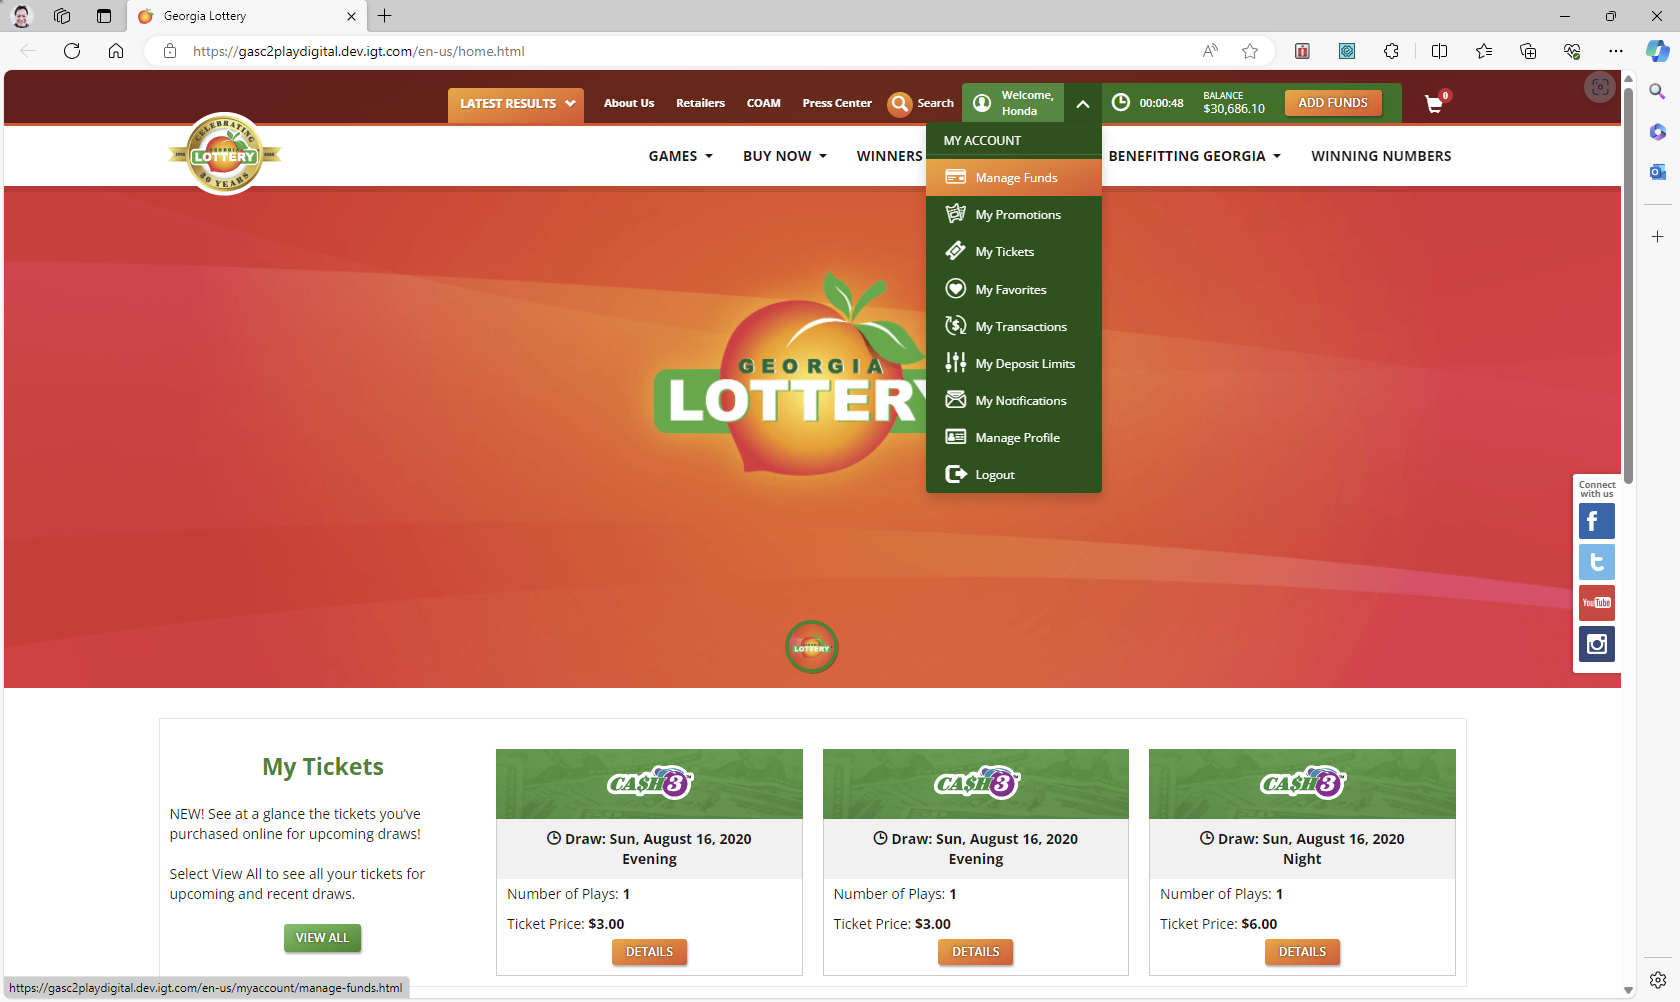 Georgia Lottery
https://gasc2playdigital.dev.igt.com/en-us/home.html
LATEST RESULTS
About Us
Retailers
COAM
Press Center
Search
Welcome,
Honda
00:00:48
BALANCE
$30,686.10
ADD FUNDS
0
CELEBRATING
GEORGIA
LOTTERY
30 YEARS
GAMES
BUY NOW
WINNERS
BENEFITTING GEORGIA
WINNING NUMBERS
MY ACCOUNT
Manage Funds
My Promotions
My Tickets
My Favorites
My Transactions
My Deposit Limits
My Notifications
Manage Profile
Logout
GEORGIA
LOTTERY
Connect
with us
YouTube
LOTTERY
My Tickets
NEW! See at a glance the tickets you've
purchased online for upcoming draws!
Select View All to see all your tickets for
upcoming and recent draws.
VIEW ALL
CA$H 3
Draw: Sun, August 16, 2020
Evening
Number of Plays: 1
Ticket Price: $3.00
DETAILS
CA$H 3
Draw: Sun, August 16, 2020
Evening
Number of Plays: 1
Ticket Price: $3.00
DETAILS
CA$H 3
Draw: Sun, August 16, 2020
Night
Number of Plays: 1
Ticket Price: $6.00
DETAILS
https://gasc2playdigital.dev.igt.com/en-us/myaccount/manage-funds.html